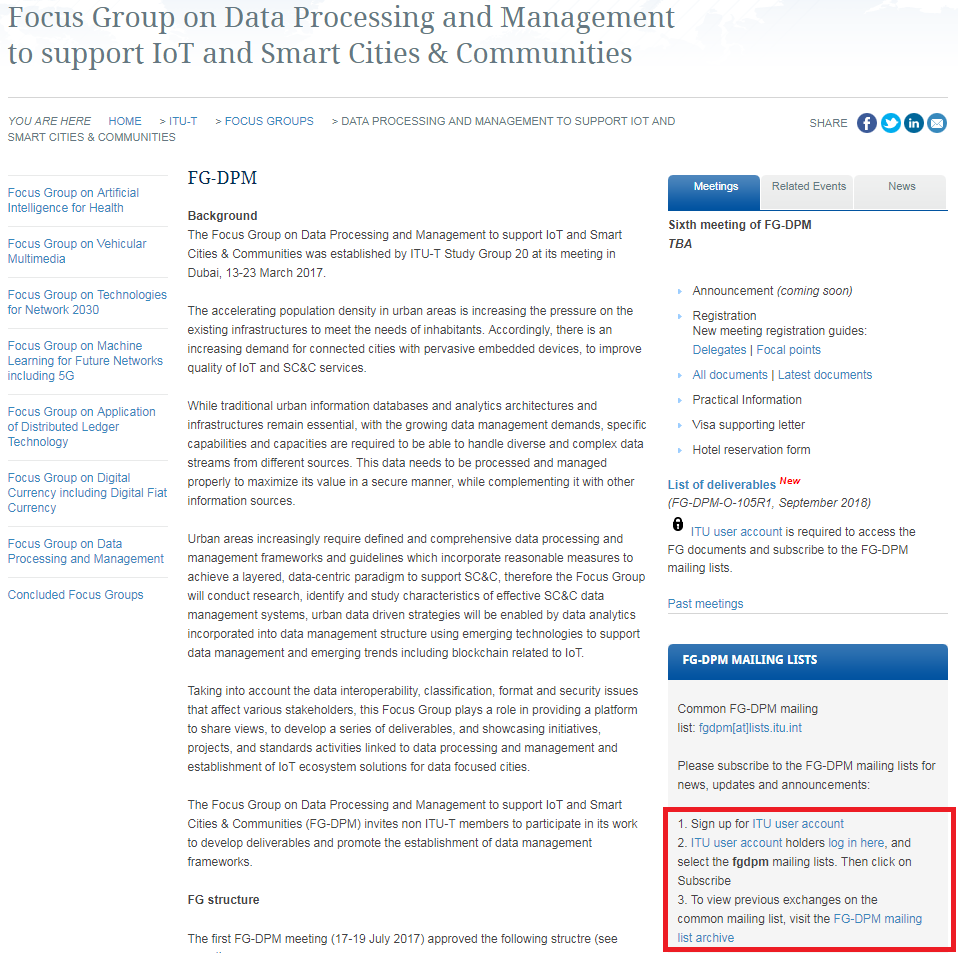 Focus Group on Data Processing and Management
to support IoT and Smart Cities & Communities
YOU ARE HERE HOME > ITU-T > FOCUS GROUPS > DATA PROCESSING AND MANAGEMENT TO SUPPORT IOT AND
SMART CITIES & COMMUNITIES
SHARE
Focus Group on Artificial
Intelligence for Health
Focus Group on Vehicular
Multimedia
Focus Group on Technologies
for Network 2030
Focus Group on Machine
Learning for Future Networks
including 5G
Focus Group on Application
of Distributed Ledger
Technology
Focus Group on Digital
Currency including Digital Fiat
Currency
Focus Group on Data
Processing and Management
Concluded Focus Groups
FG-DPM
Background
The Focus Group on Data Processing and Management to support IoT and Smart
Cities & Communities was established by ITU-T Study Group 20 at its meeting in
Dubai, 13-23 March 2017.
The accelerating population density in urban areas is increasing the pressure on the
existing infrastructures to meet the needs of inhabitants. Accordingly, there is an
increasing demand for connected cities with pervasive embedded devices, to improve
quality of IoT and SC&C services.
While traditional urban information databases and analytics architectures and
infrastructures remain essential, with the growing data management demands, specific
capabilities and capacities are required to be able to handle diverse and complex data
streams from different sources. This data needs to be processed and managed
properly to maximize its value in a secure manner, while complementing it with other
information sources.
Urban areas increasingly require defined and comprehensive data processing and
management frameworks and guidelines which incorporate reasonable measures to
achieve a layered, data-centric paradigm to support SC&C, therefore the Focus Group
will conduct research, identify and study characteristics of effective SC&C data
management systems, urban data driven strategies will be enabled by data analytics
incorporated into data management structure using emerging technologies to support
data management and emerging trends including blockchain related to IoT.
Taking into account the data interoperability, classification, format and security issues
that affect various stakeholders, this Focus Group plays a role in providing a platform
to share views, to develop a series of deliverables, and showcasing initiatives,
projects, and standards activities linked to data processing and management and
establishment of IoT ecosystem solutions for data focused cities.
The Focus Group on Data Processing and Management to support IoT and Smart
Cities & Communities (FG-DPM) invites non ITU-T members to participate in its work
to develop deliverables and promote the establishment of data management
frameworks.
FG structure
The first FG-DPM meeting (17-19 July 2017) approved the following structre (see
Meetings Related Events News
Sixth meeting of FG-DPM
TBA
Announcement (coming soon)
Registration
New meeting registration guides:
Delegates | Focal points
All documents | Latest documents
Practical Information
Visa supporting letter
Hotel reservation form
List of deliverables New
(FG-DPM-O-105R1, September 2018)
ITU user account is required to access the
FG documents and subscribe to the FG-DPM
mailing lists.
Past meetings
FG-DPM MAILING LISTS
Common FG-DPM mailing
list: fgdpm[at]lists.itu.int
Please subscribe to the FG-DPM mailing lists for
news, updates and announcements:
1. Sign up for ITU user account
2. ITU user account holders log in here, and
select the fgdpm mailing lists. Then click on
Subscribe
3. To view previous exchanges on the
common mailing list, visit the FG-DPM mailing
list archive